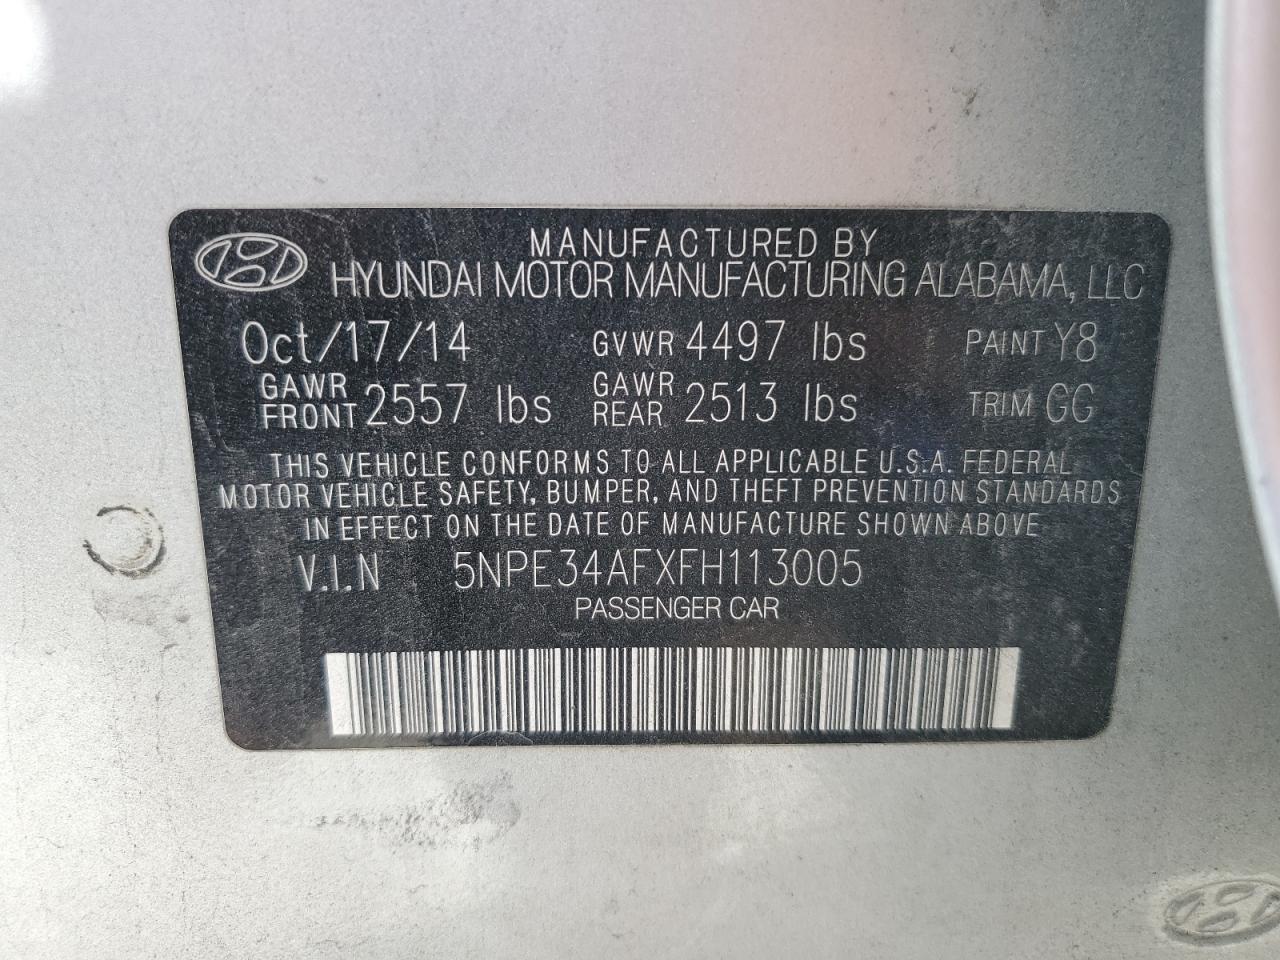 MANUFACTURED BY
HYUNDAI MOTOR MANUFACTURING ALABAMA, LLC
Oct/17/14 GVWR 4497 lbs PAINT Y8
GAWR FRONT 2557 lbs GAWR REAR 2513 lbs TRIM GG
THIS VEHICLE CONFORMS TO ALL APPLICABLE U.S.A. FEDERAL
MOTOR VEHICLE SAFETY, BUMPER, AND THEFT PREVENTION STANDARDS
IN EFFECT ON THE DATE OF MANUFACTURE SHOWN ABOVE
V.I.N 5NPE34AFXFH113005
PASSENGER CAR